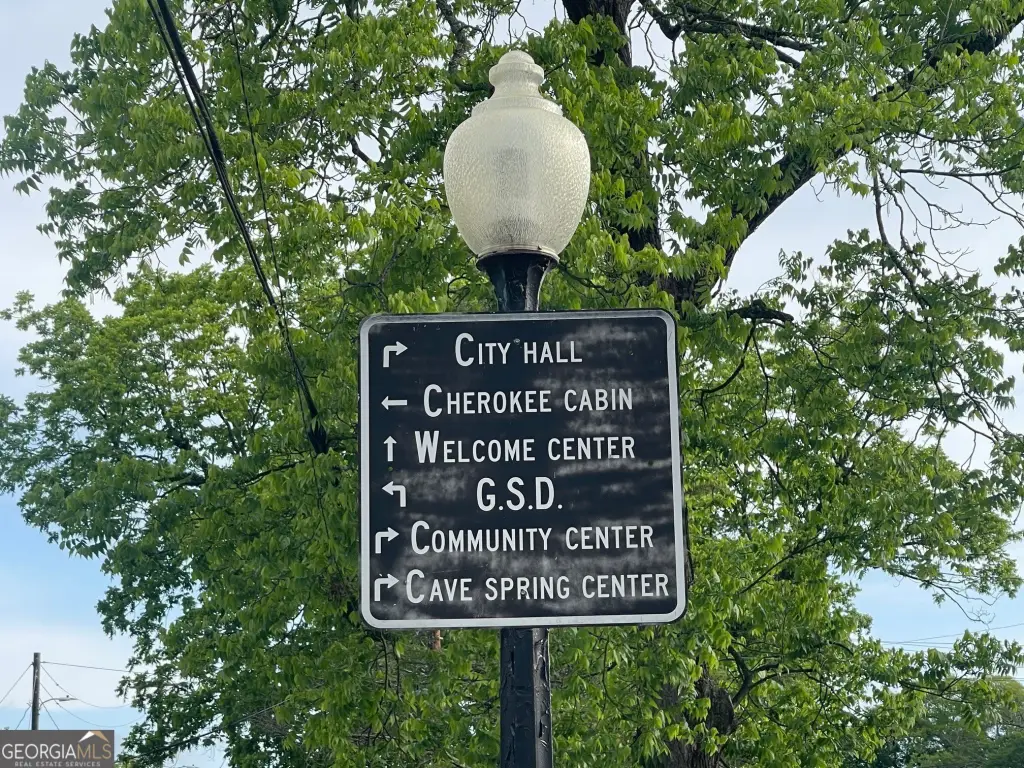 ↱ CITY HALL
← CHEROKEE CABIN
↑ WELCOME CENTER
↰ G.S.D.
↱ COMMUNITY CENTER
↱ CAVE SPRING CENTER
GEORGIAMLS
REAL ESTATE SERVICES